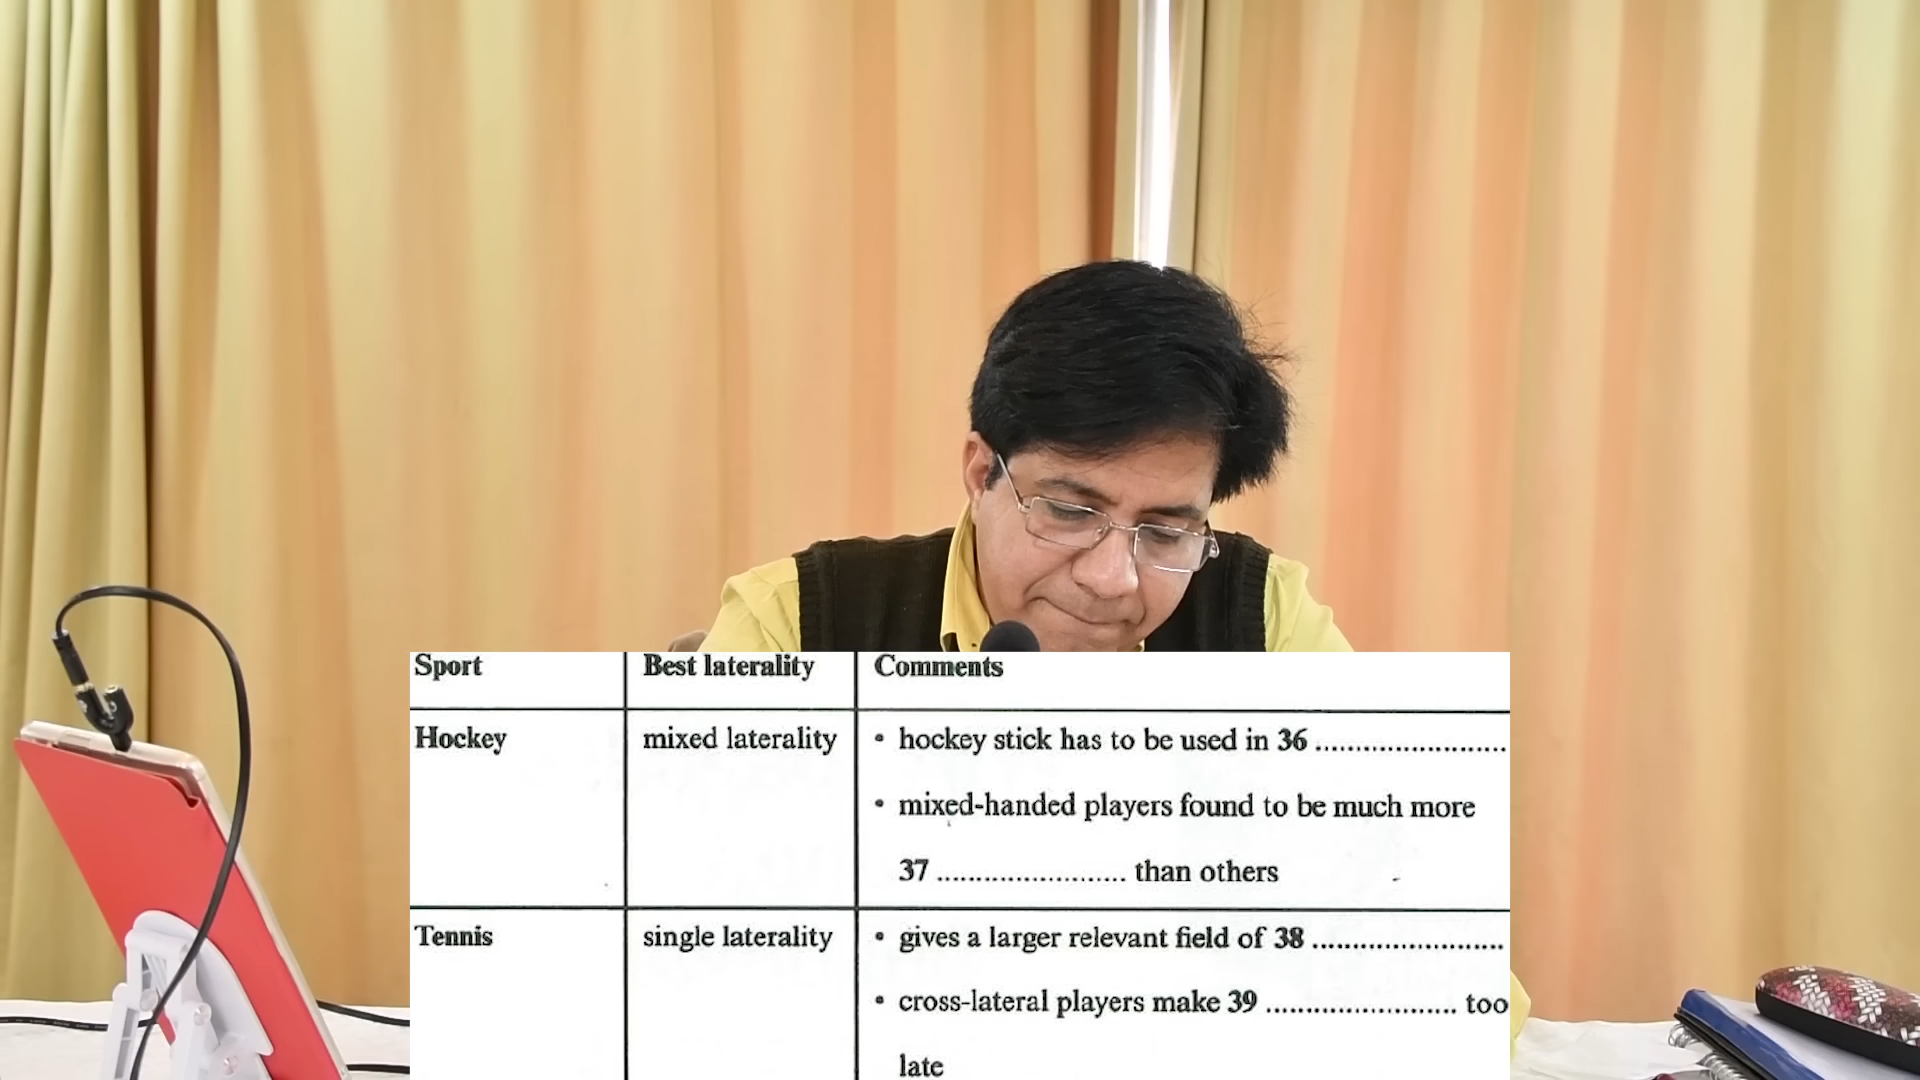 Sport Best laterality Comments
Hockey mixed laterality • hockey stick has to be used in 36 ........................
• mixed-handed players found to be much more
37 ........................ than others
Tennis single laterality • gives a larger relevant field of 38 ........................
• cross-lateral players make 39 ........................ too
late